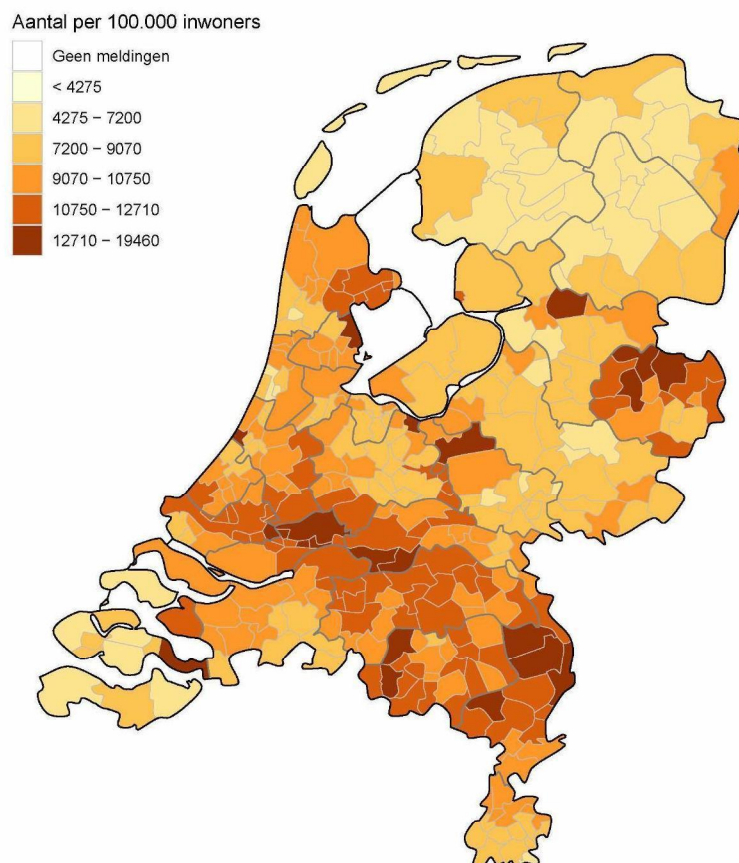 Aantal per 100.000 inwoners
Geen meldingen
< 4275
4275 – 7200
7200 – 9070
9070 – 10750
10750 – 12710
12710 – 19460